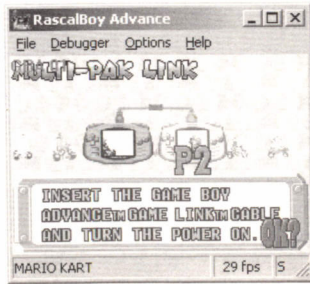 RascalBoy Advance
File Debugger Options Help
MULTI-PAK LINK
P2
INSERT THE GAME BOY
ADVANCE™ GAME LINK™ CABLE
AND TURN THE POWER ON. OK?
MARIO KART 29 fps S